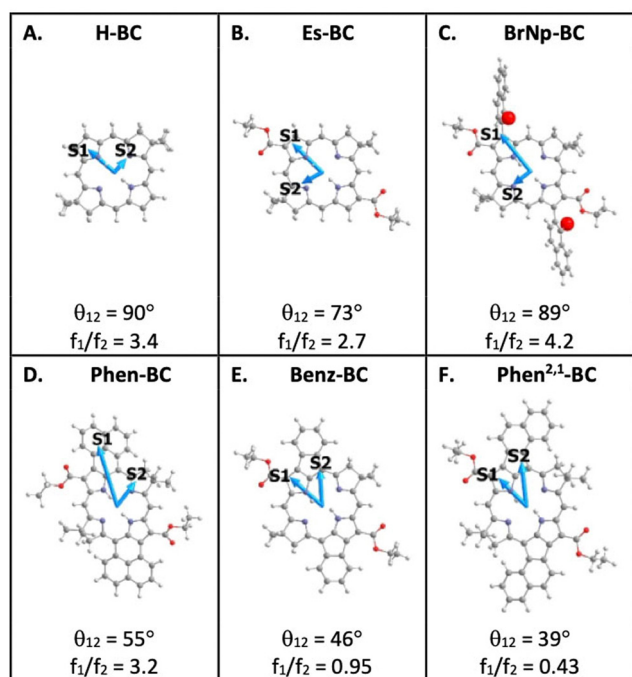 A. H-BC
B. Es-BC
C. BrNp-BC
S1 S2
S1
S2
S1
S2
θ₁₂ = 90°
f₁/f₂ = 3.4
θ₁₂ = 73°
f₁/f₂ = 2.7
θ₁₂ = 89°
f₁/f₂ = 4.2
D. Phen-BC
E. Benz-BC
F. Phen²,¹-BC
S1
S2
S1 S2
S1
S2
θ₁₂ = 55°
f₁/f₂ = 3.2
θ₁₂ = 46°
f₁/f₂ = 0.95
θ₁₂ = 39°
f₁/f₂ = 0.43